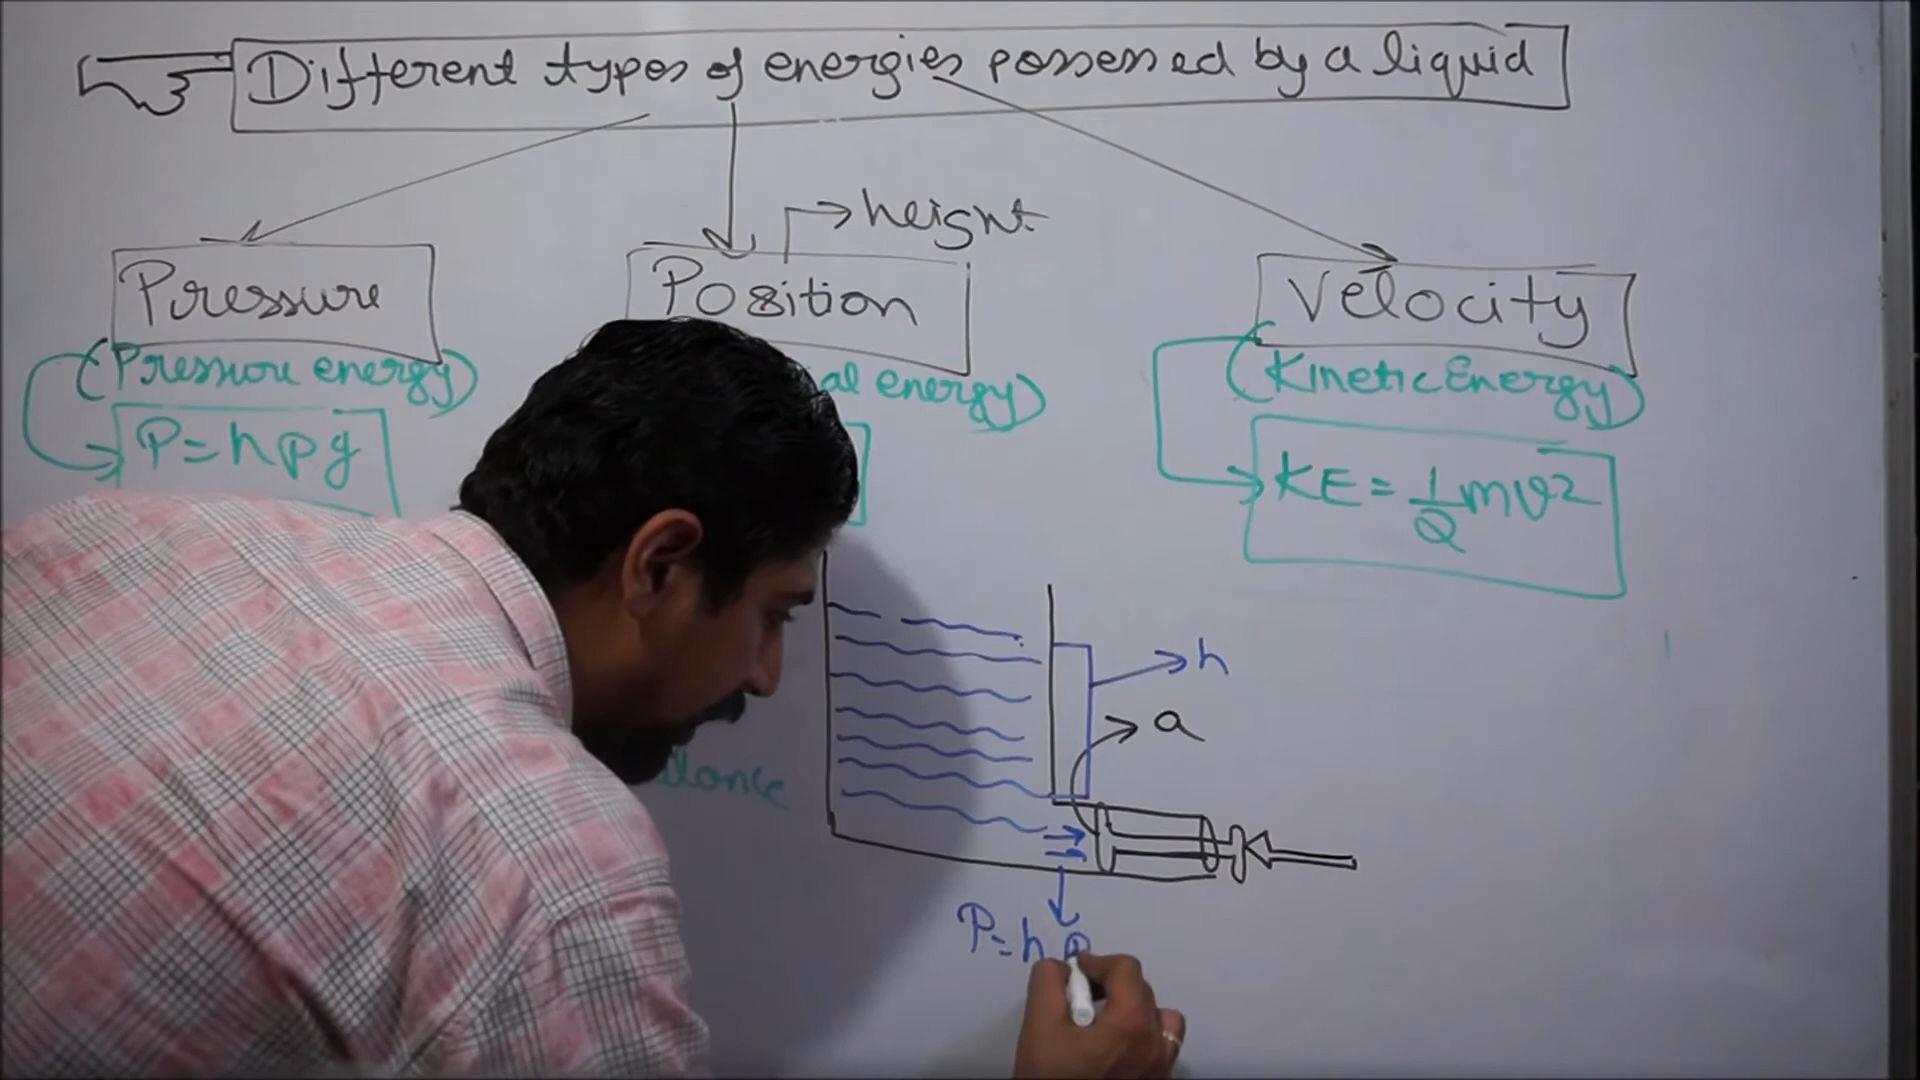 Different types of energies possessed by a liquid
height
Pressure Position Velocity
(Pressure energy) al energy) (Kinetic Energy)
P=hρg KE = 1/2 mv²
h
a
P=hρ